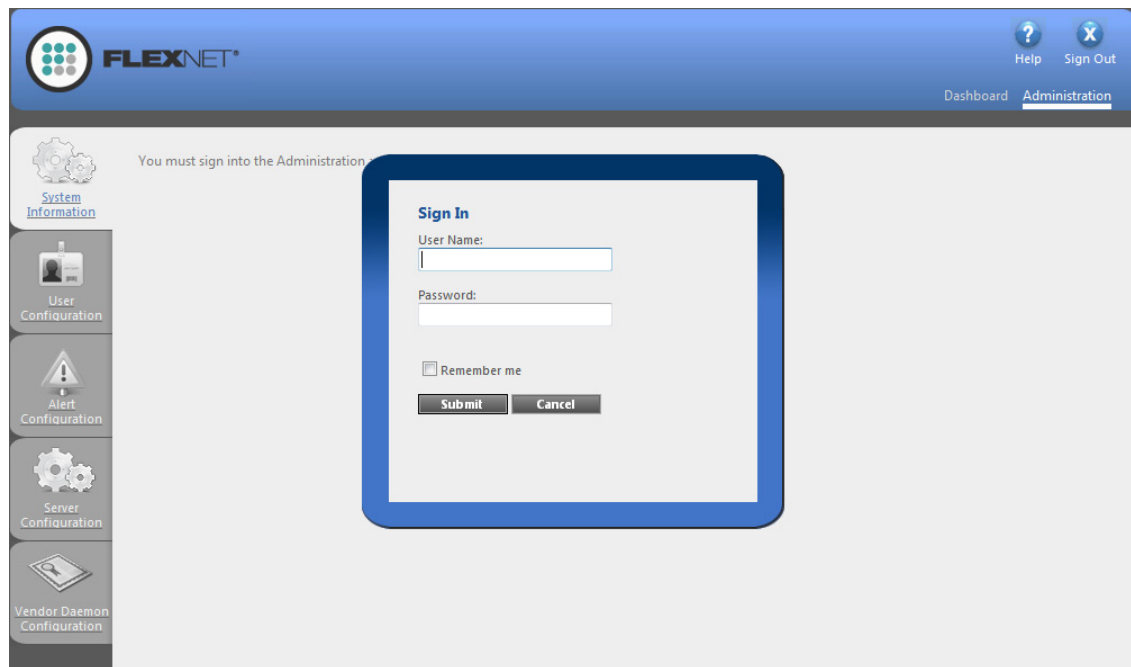 FLEXNET®
?
X
Help
Sign Out
Dashboard
Administration
You must sign into the Administration
System
Information
User
Configuration
Alert
Configuration
Server
Configuration
Vendor Daemon
Configuration
Sign In
User Name:
Password:
Remember me
Submit
Cancel